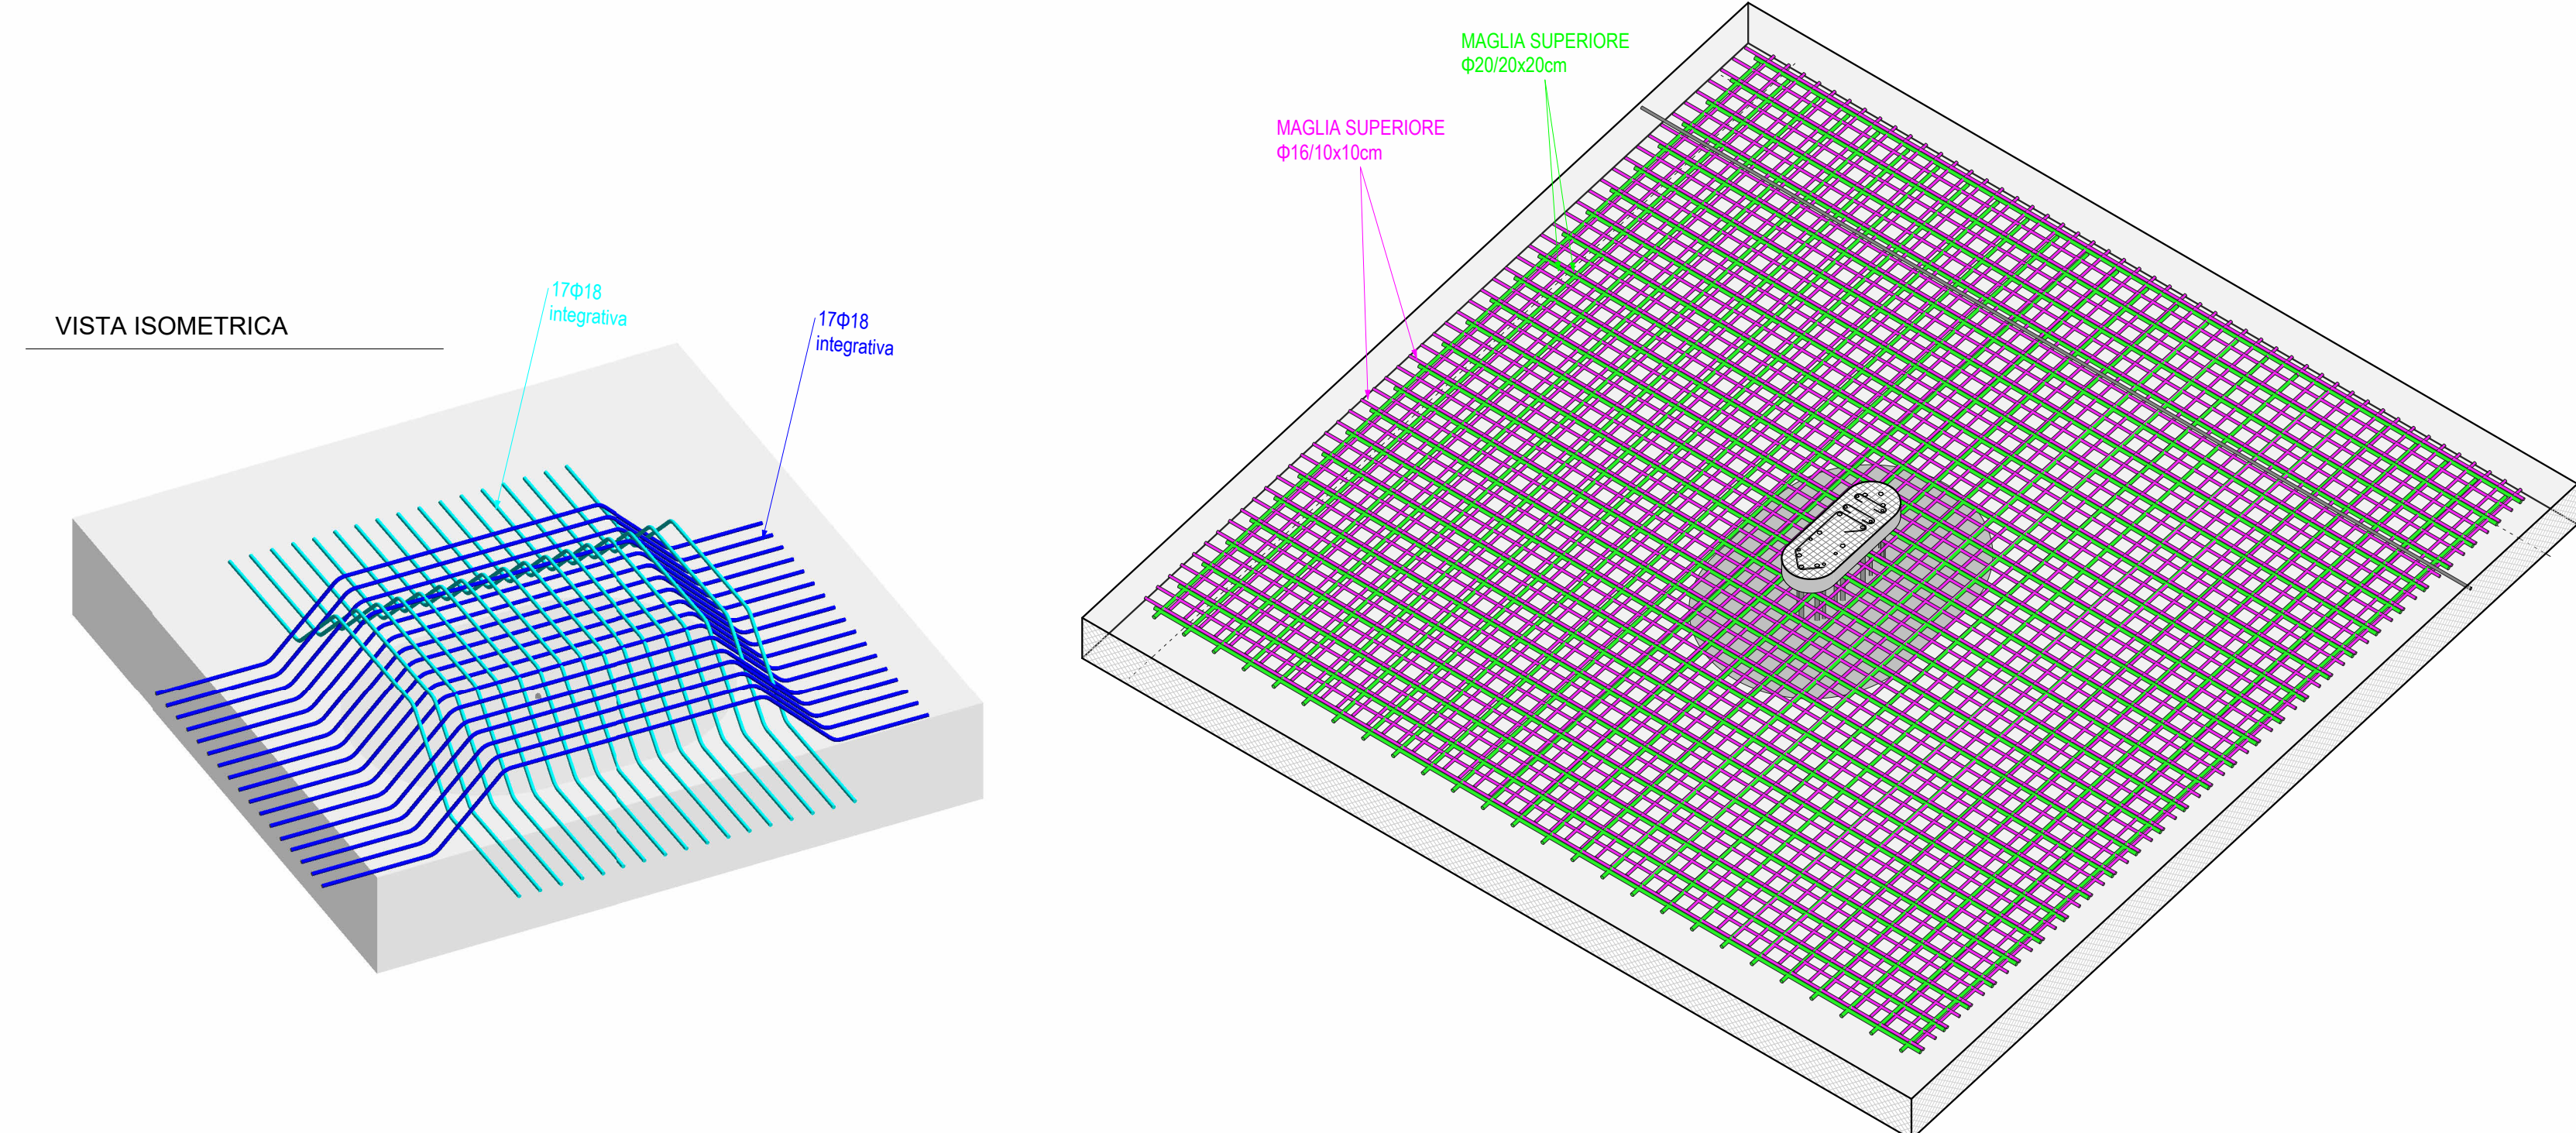 MAGLIA SUPERIORE
Φ20/20x20cm
MAGLIA SUPERIORE
Φ16/10x10cm
17Φ18
integrativa
17Φ18
integrativa
VISTA ISOMETRICA